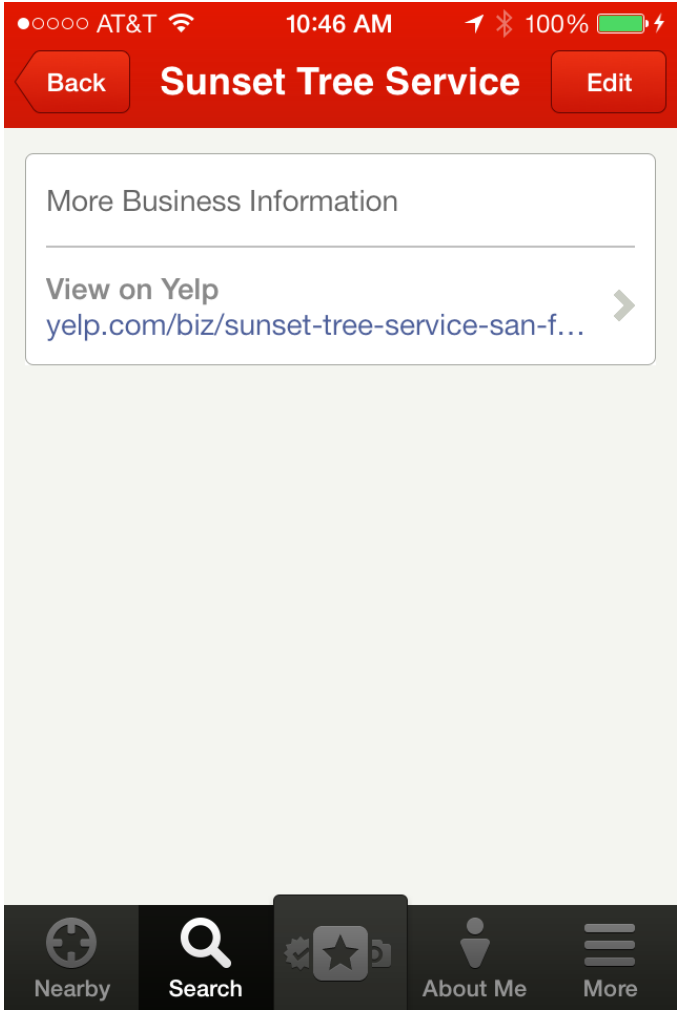 AT&T 10:46 AM 100%
Back Sunset Tree Service Edit
More Business Information
View on Yelp
yelp.com/biz/sunset-tree-service-san-f...
Nearby Search About Me More